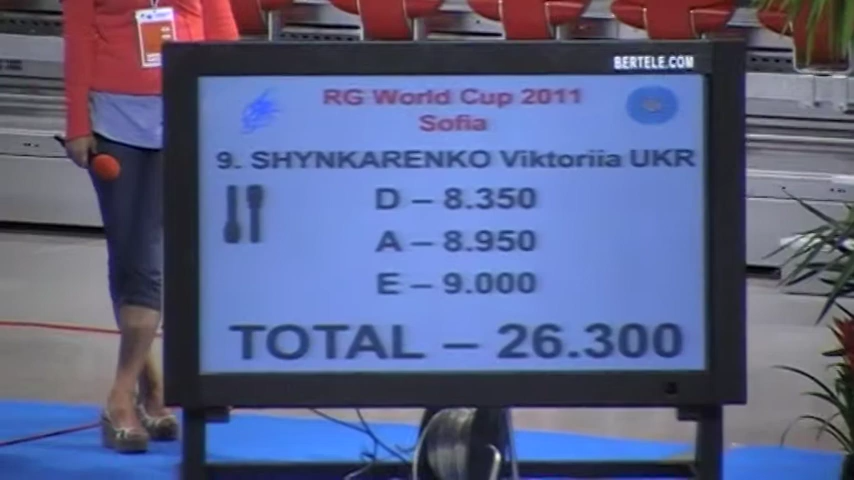 BERTELE.COM
RG World Cup 2011
Sofia
9. SHYNKARENKO Viktoriia UKR
D – 8.350
A – 8.950
E – 9.000
TOTAL – 26.300